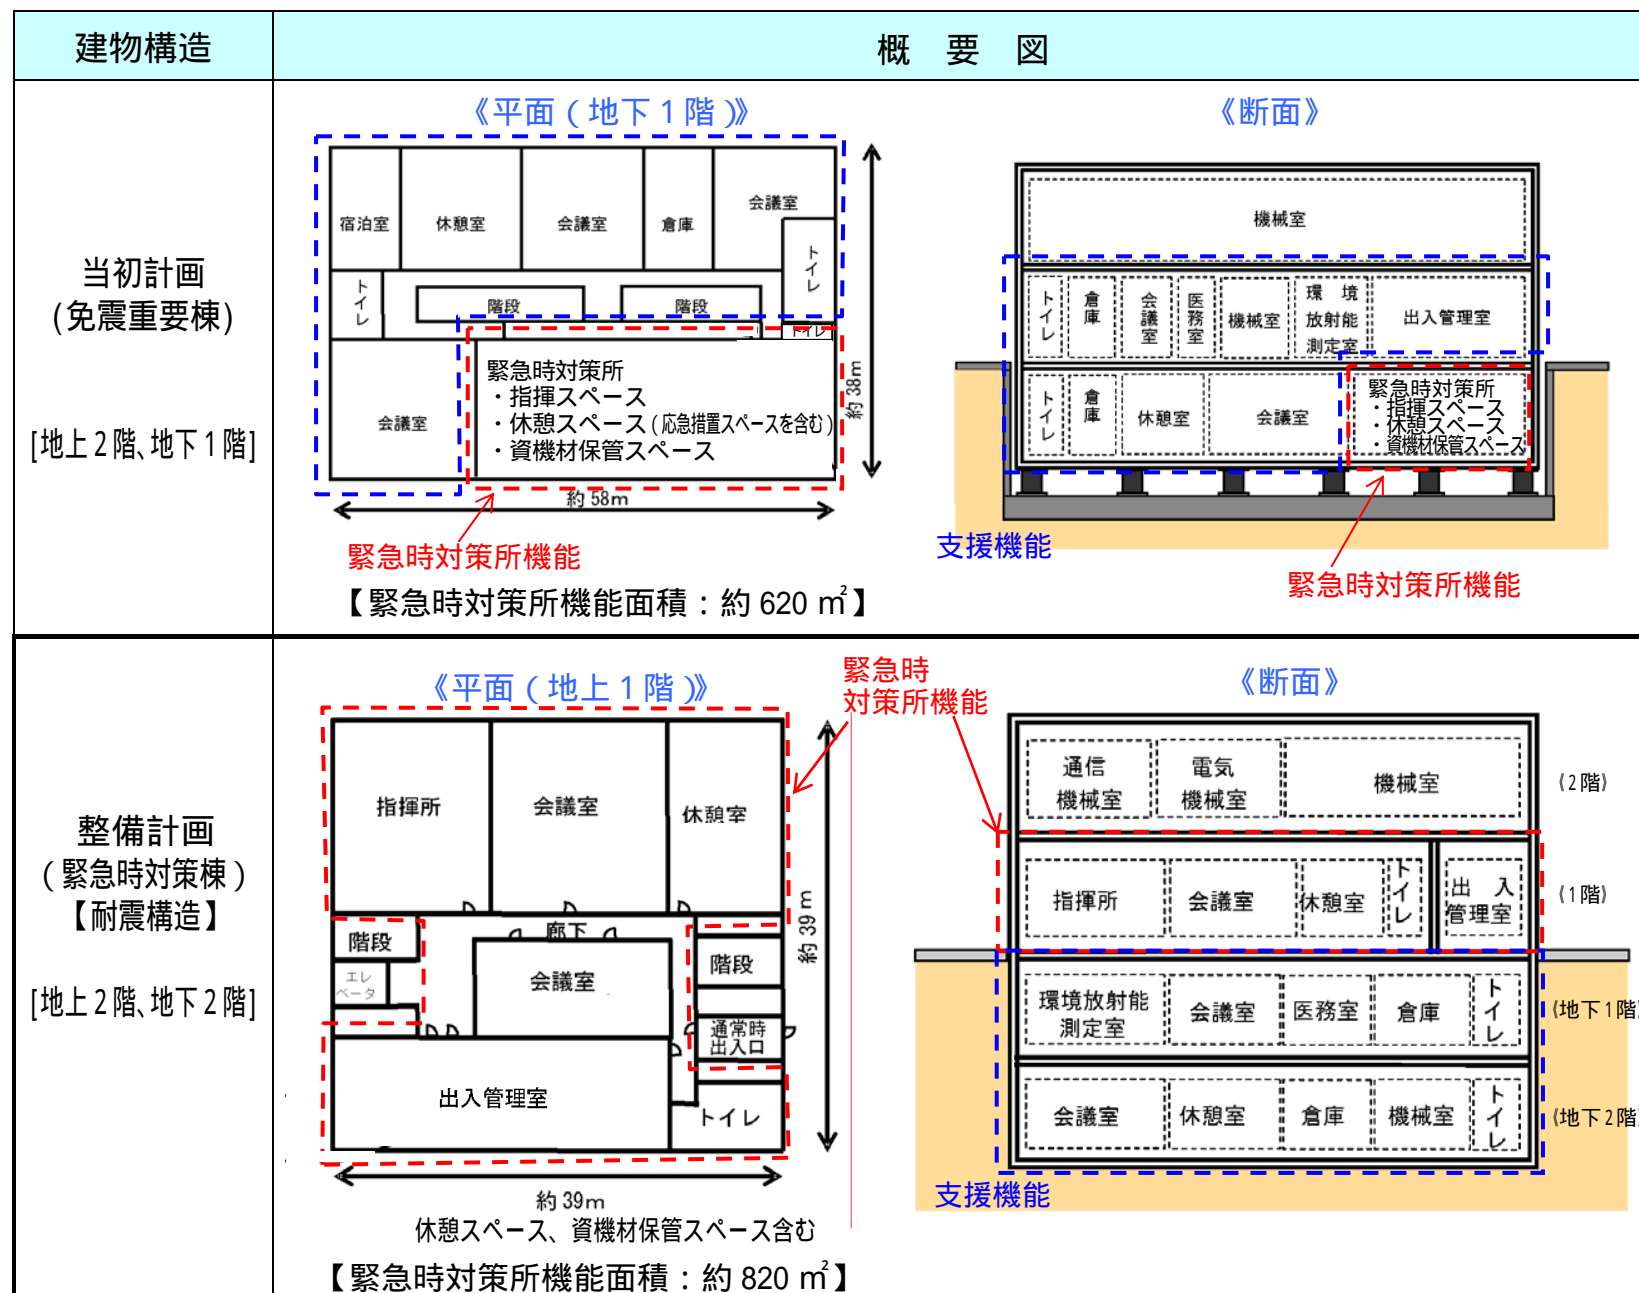 建物構造
概 要 図
当初計画
(免震重要棟)
[地上2階、地下1階]
《平面(地下1階)》
宿泊室
休憩室
会議室
倉庫
会議室
トイレ
トイレ
階段
階段
トイレ
会議室
緊急時対策所
・指揮スペース
・休憩スペース(応急措置スペースを含む)
・資機材保管スペース
約38m
約58m
緊急時対策所機能
【緊急時対策所機能面積:約620㎡】
《断面》
機械室
トイレ
倉庫
会議室
医務室
機械室
環 境
放射能
測定室
出入管理室
トイレ
倉庫
休憩室
会議室
緊急時対策所
・指揮スペース
・休憩スペース
・資機材保管スペース
支援機能
緊急時対策所機能
整備計画
(緊急時対策棟)
【耐震構造】
[地上2階、地下2階]
《平面(地上1階)》
緊急時
対策所機能
指揮所
会議室
休憩室
階段
エレ
ベータ
廊下
会議室
階段
通常時
出入口
出入管理室
トイレ
約39m
約39m
休憩スペース、資機材保管スペース含む
【緊急時対策所機能面積:約820㎡】
《断面》
通信
機械室
電気
機械室
機械室
(2階)
指揮所
会議室
休憩室
トイレ
出 入
管理室
(1階)
環境放射能
測定室
会議室
医務室
倉庫
トイレ
(地下1階)
会議室
休憩室
倉庫
機械室
トイレ
(地下2階)
支援機能